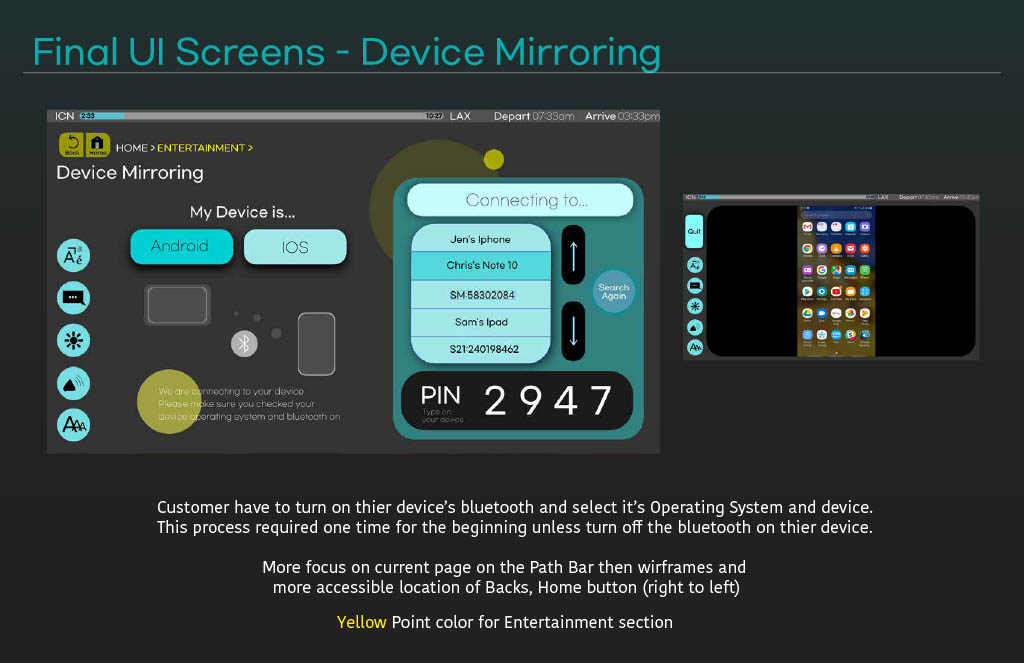 Final UI Screens - Device Mirroring
ICN 2:33 10:27 LAX Depart 07:33am Arrive 03:33pm
Back Home HOME > ENTERTAINMENT >
Device Mirroring
My Device is...
Android IOS
We are connecting to your device
Please make sure you checked your
device operating system and bluetooth on
Connecting to...
Jen's Iphone
Chris's Note 10
SM:58302084
Sam's Ipad
S21:240198462
Search
Again
PIN 2 9 4 7
Type on
your device
LAX Depart Arrive
Quit
Customer have to turn on thier device's bluetooth and select it's Operating System and device.
This process required one time for the beginning unless turn off the bluetooth on thier device.
More focus on current page on the Path Bar then wirframes and
more accessible location of Backs, Home button (right to left)
Yellow Point color for Entertainment section